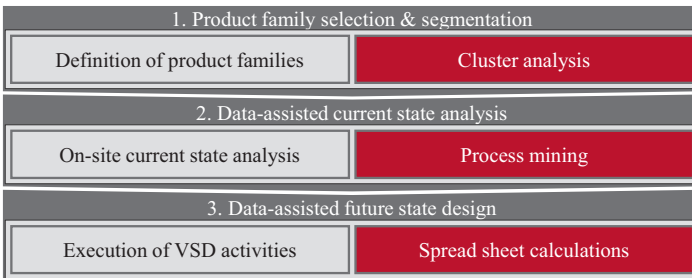 1. Product family selection & segmentation
Definition of product families
Cluster analysis
2. Data-assisted current state analysis
On-site current state analysis
Process mining
3. Data-assisted future state design
Execution of VSD activities
Spread sheet calculations